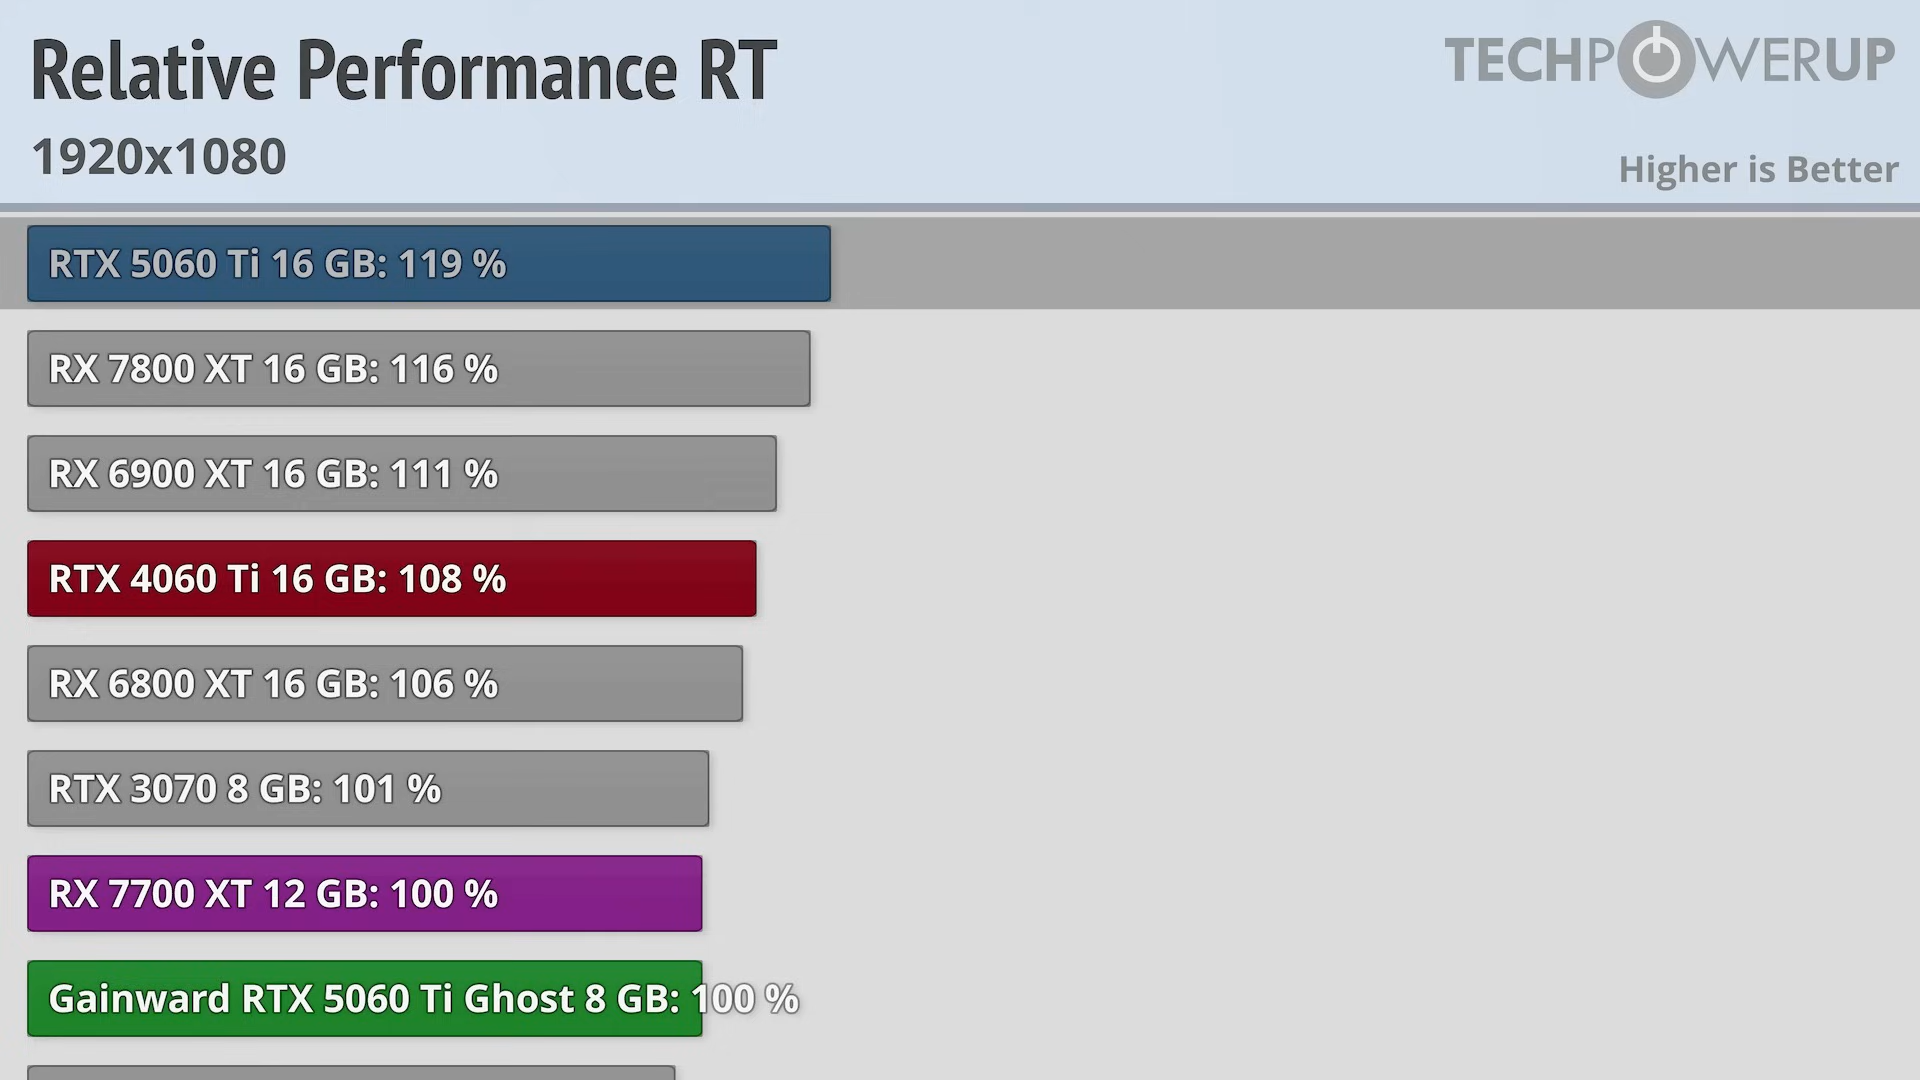 Relative Performance RT
TECHPOWERUP
1920x1080
Higher is Better
RTX 5060 Ti 16 GB: 119 %
RX 7800 XT 16 GB: 116 %
RX 6900 XT 16 GB: 111 %
RTX 4060 Ti 16 GB: 108 %
RX 6800 XT 16 GB: 106 %
RTX 3070 8 GB: 101 %
RX 7700 XT 12 GB: 100 %
Gainward RTX 5060 Ti Ghost 8 GB: 100 %